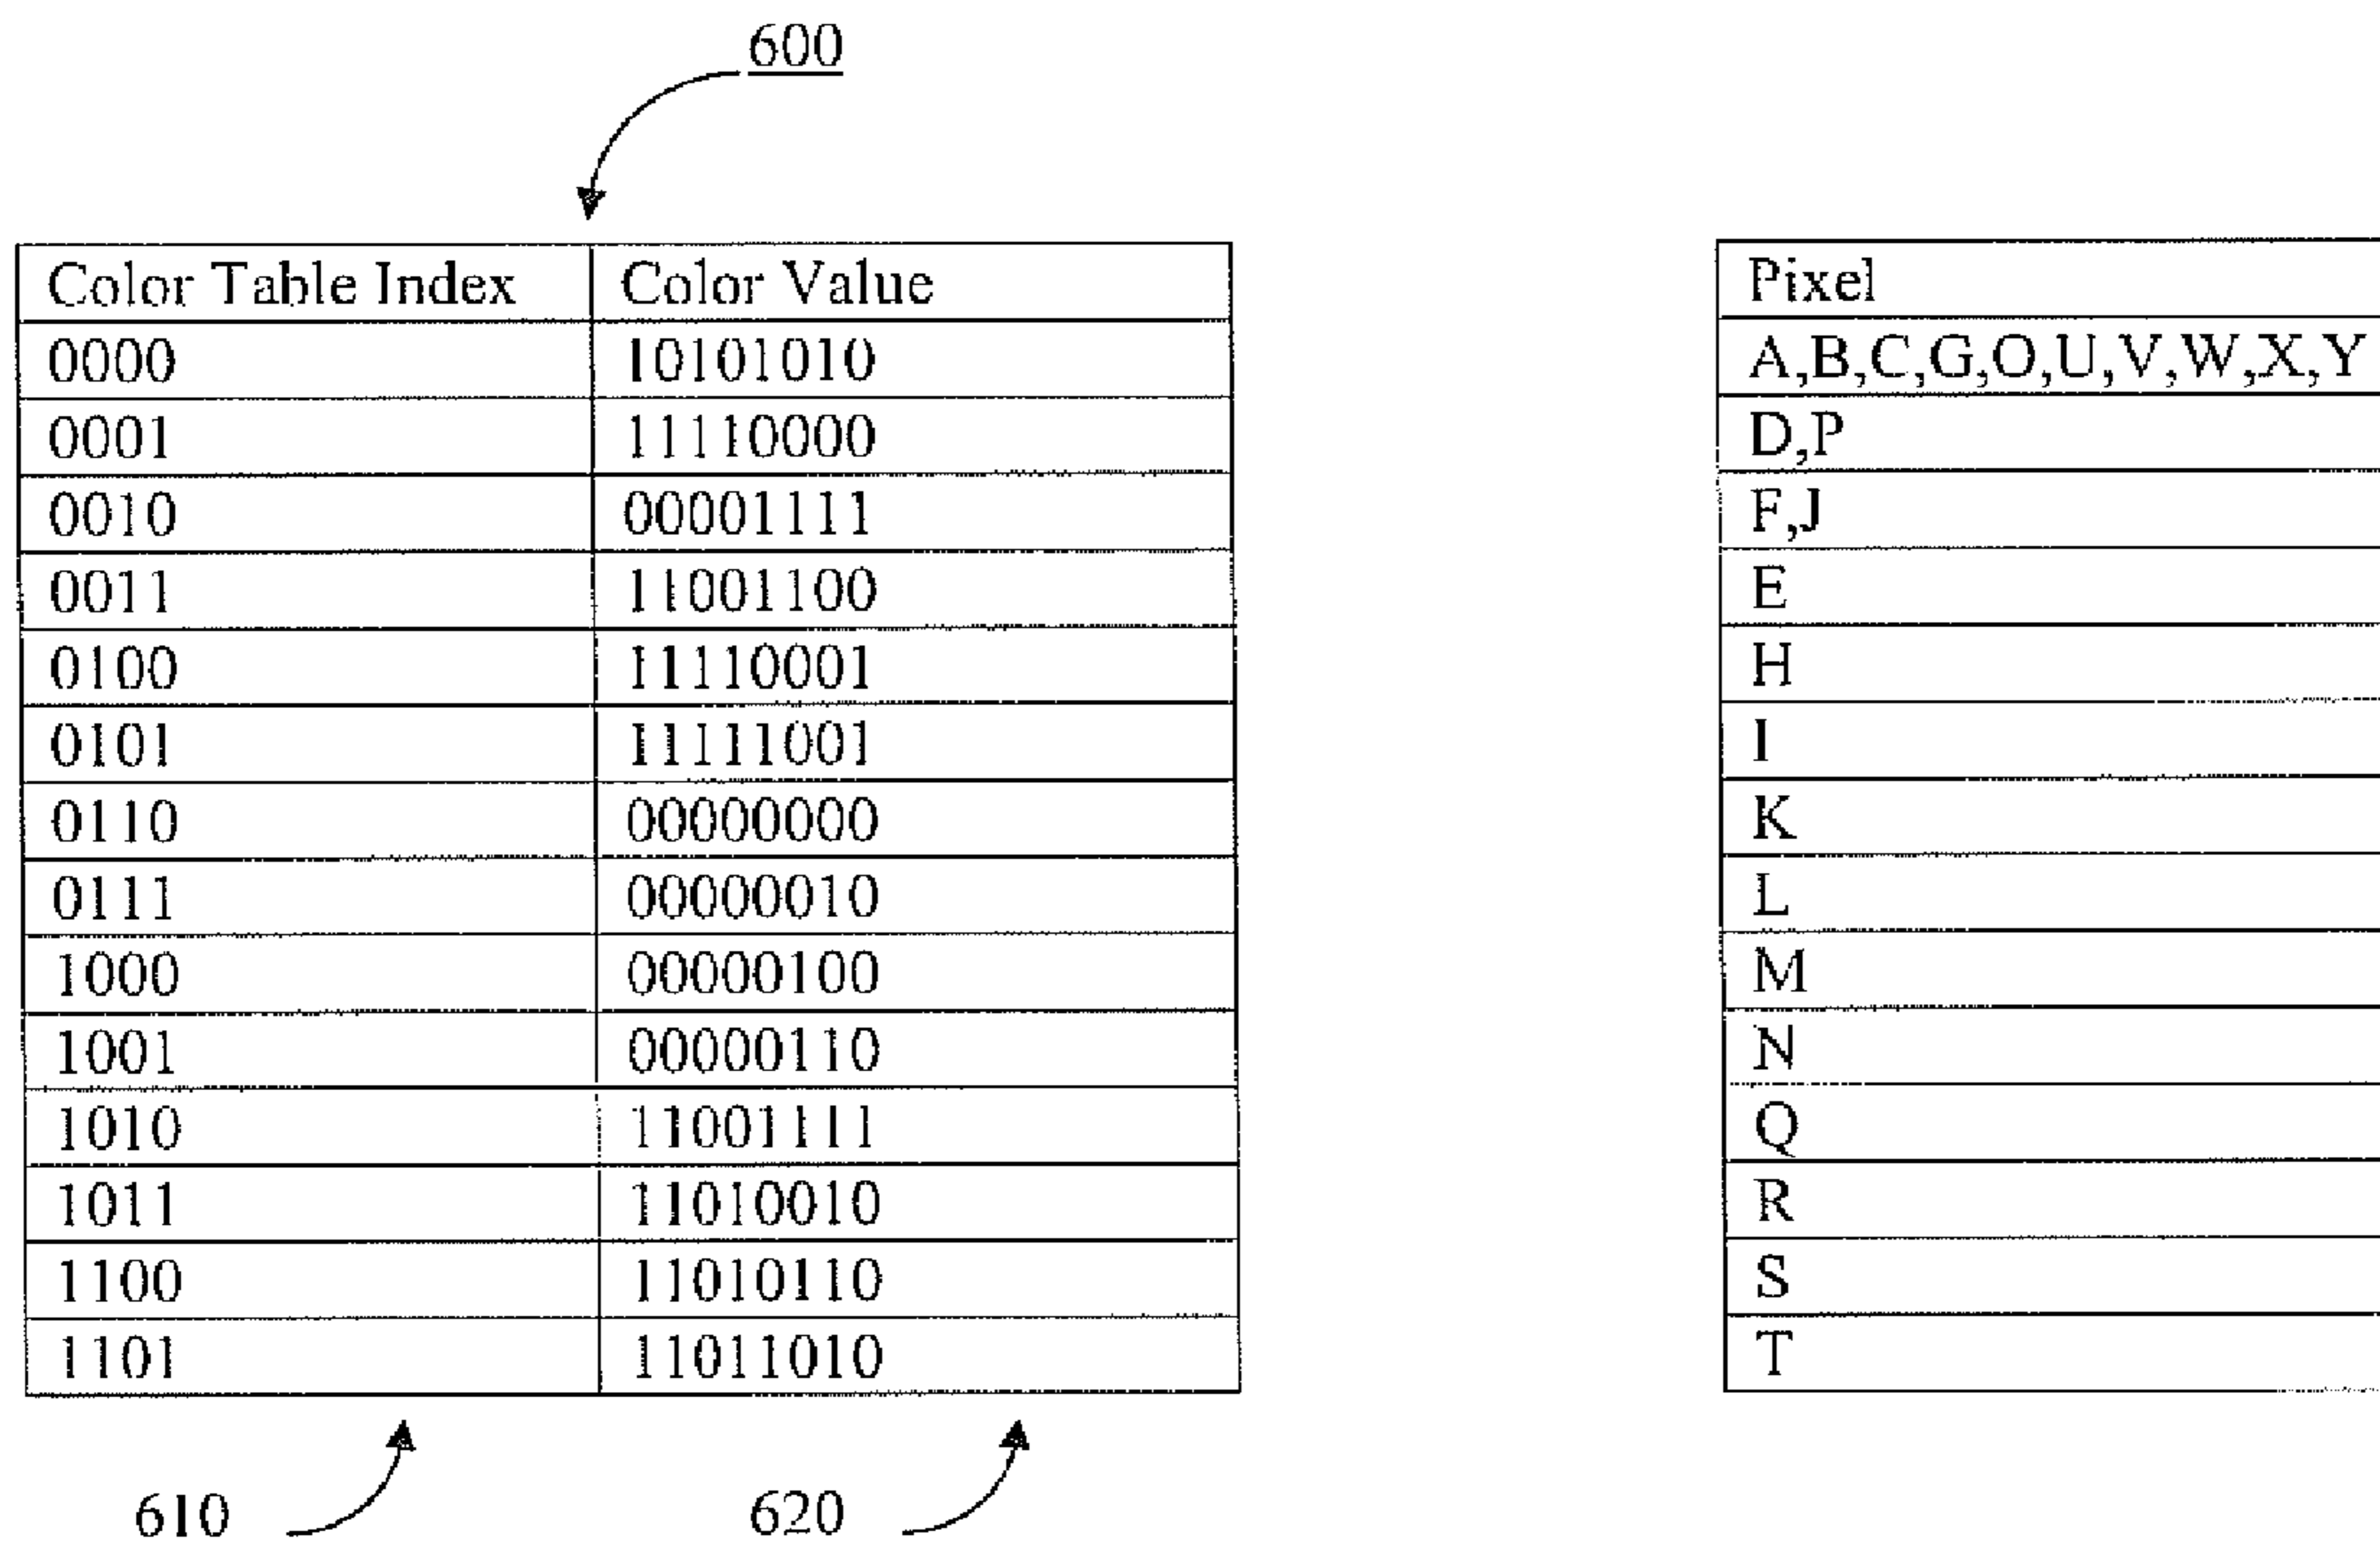 600
Color Table Index Color Value
0000 10101010
0001 11110000
0010 00001111
0011 11001100
0100 11110001
0101 11111001
0110 00000000
0111 00000010
1000 00000100
1001 00000110
1010 11001111
1011 11010010
1100 11010110
1101 11011010
610 620
Pixel
A,B,C,G,O,U,V,W,X,Y
D,P
F,J
E
H
I
K
L
M
N
Q
R
S
T